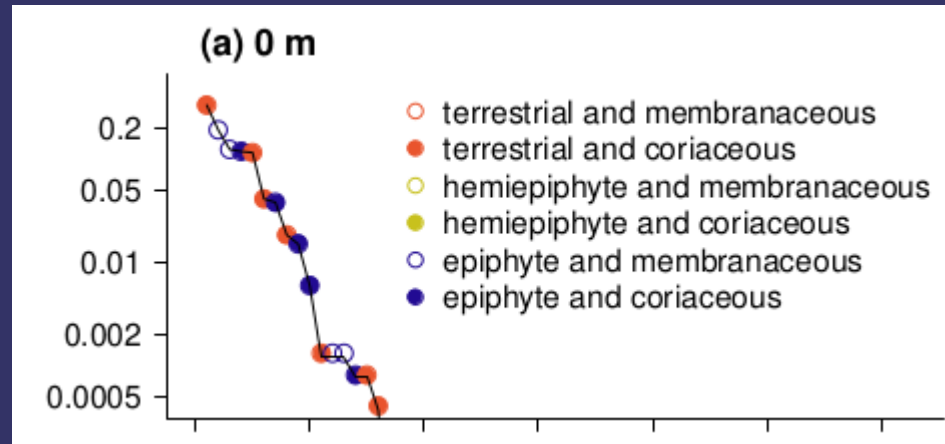 (a) 0 m
0.2
0.05
0.01
0.002
0.0005
terrestrial and membranaceous
terrestrial and coriaceous
hemiepiphyte and membranaceous
hemiepiphyte and coriaceous
epiphyte and membranaceous
epiphyte and coriaceous